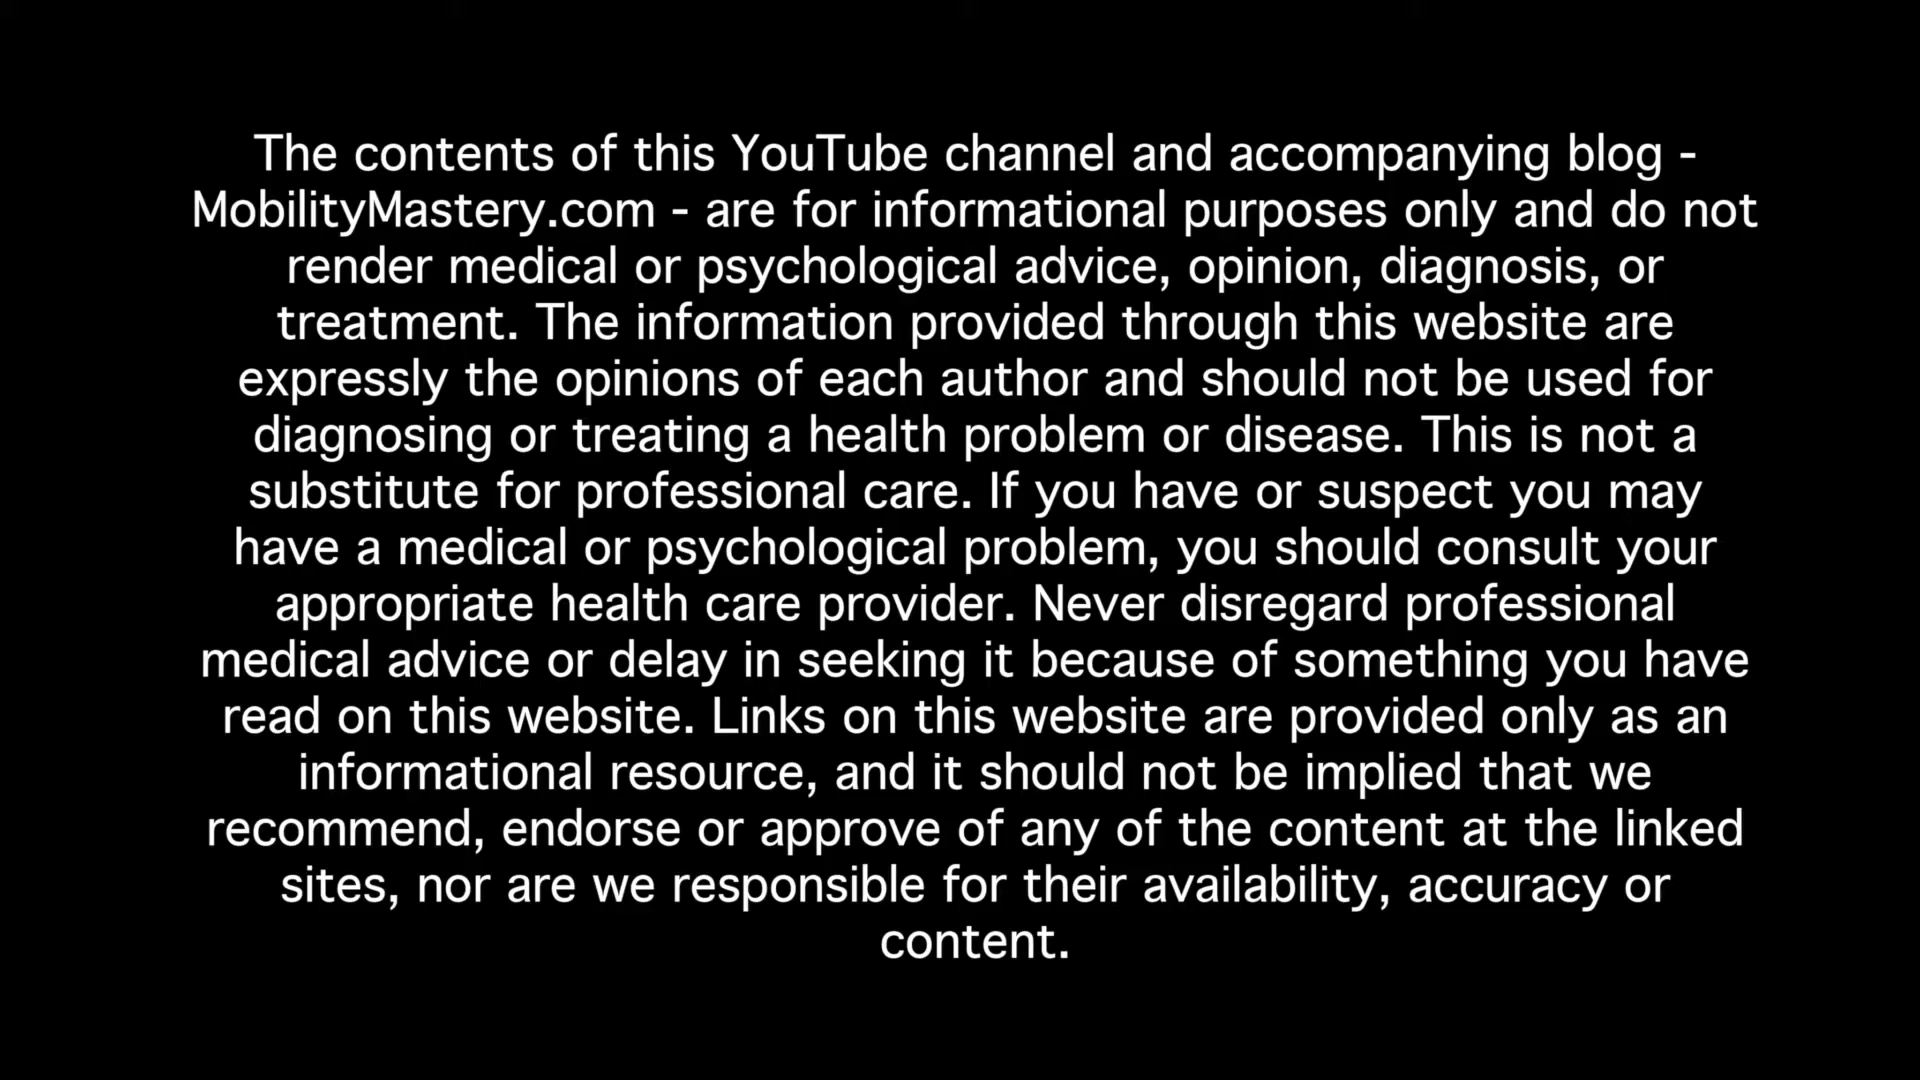 The contents of this YouTube channel and accompanying blog -
MobilityMastery.com - are for informational purposes only and do not
render medical or psychological advice, opinion, diagnosis, or
treatment. The information provided through this website are
expressly the opinions of each author and should not be used for
diagnosing or treating a health problem or disease. This is not a
substitute for professional care. If you have or suspect you may
have a medical or psychological problem, you should consult your
appropriate health care provider. Never disregard professional
medical advice or delay in seeking it because of something you have
read on this website. Links on this website are provided only as an
informational resource, and it should not be implied that we
recommend, endorse or approve of any of the content at the linked
sites, nor are we responsible for their availability, accuracy or
content.